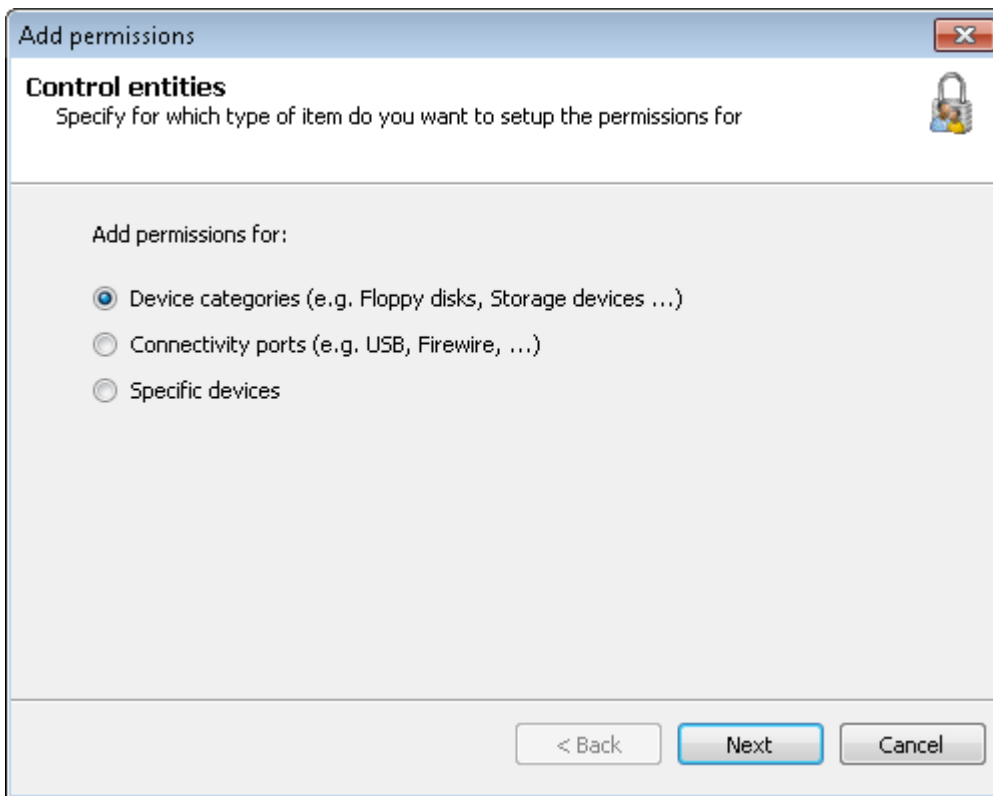 Add permissions
Control entities
Specify for which type of item do you want to setup the permissions for
Add permissions for:
Device categories (e.g. Floppy disks, Storage devices ...)
Connectivity ports (e.g. USB, Firewire, ...)
Specific devices
< Back Next Cancel